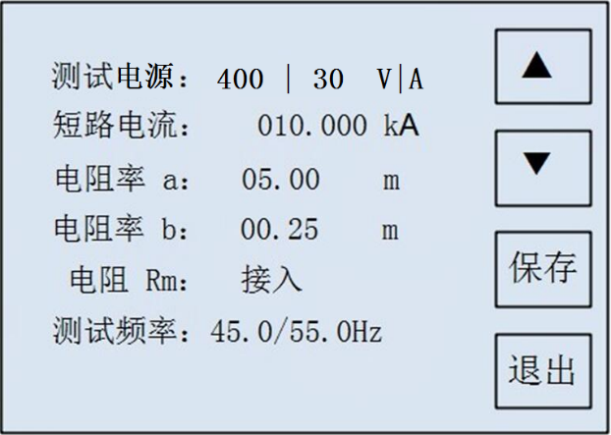 测试电源: 400 | 30 V|A
短路电流: 010.000 kA
电阻率 a: 05.00 m
电阻率 b: 00.25 m
电阻 Rm: 接入
测试频率: 45.0/55.0Hz
▲
▼
保存
退出